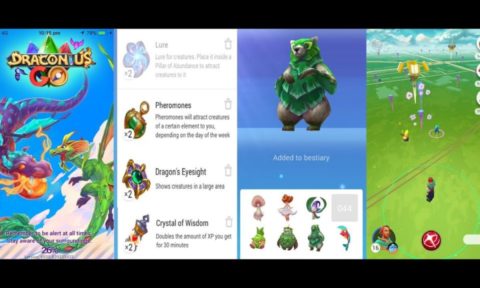 10:15 pm
78%
DRACONIUS
GO
Remember to be alert at all times.
Stay aware of your surroundings.
26%
Lure
Lure for creatures. Place it inside a
Pillar of Abundance to attract
creatures to it
×2
Pheromones
Pheromones will attract creatures
of a certain element to you,
depending on the day of the week
×2
Dragon's Eyesight
Shows creatures in a large area
×2
Crystal of Wisdom
Doubles the amount of XP you get
for 30 minutes
×2
Added to bestiary
044
16